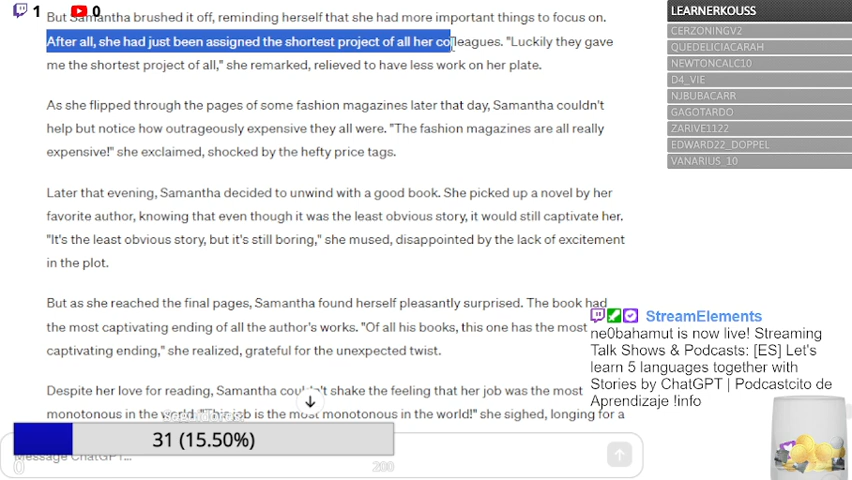 1 0
But Samantha brushed it off, reminding herself that she had more important things to focus on.
After all, she had just been assigned the shortest project of all her colleagues. "Luckily they gave
me the shortest project of all," she remarked, relieved to have less work on her plate.
As she flipped through the pages of some fashion magazines later that day, Samantha couldn't
help but notice how outrageously expensive they all were. "The fashion magazines are all really
expensive!" she exclaimed, shocked by the hefty price tags.
Later that evening, Samantha decided to unwind with a good book. She picked up a novel by her
favorite author, knowing that even though it was the least obvious story, it would still captivate her.
"It's the least obvious story, but it's still boring," she mused, disappointed by the lack of excitement
in the plot.
But as she reached the final pages, Samantha found herself pleasantly surprised. The book had
the most captivating ending of all the author's works. "Of all his books, this one has the most
captivating ending," she realized, grateful for the unexpected twist.
Despite her love for reading, Samantha couldn't shake the feeling that her job was the most
monotonous in the world. "This job is the most monotonous in the world!" she sighed, longing for a
31 (15.50%)
Message ChatGPT...
0
200
LEARNERKOUSS
CERZONINGV2
QUEDELICIACARAH
NEWTONCALC10
D4_VIE
NJBUBACARR
GAGOTARDO
ZARIVE1122
EDWARD22_DOPPEL
VANARIUS_10
StreamElements
ne0bahamut is now live! Streaming
Talk Shows & Podcasts: [ES] Let's
learn 5 languages together with
Stories by ChatGPT | Podcastcito de
Aprendizaje !info